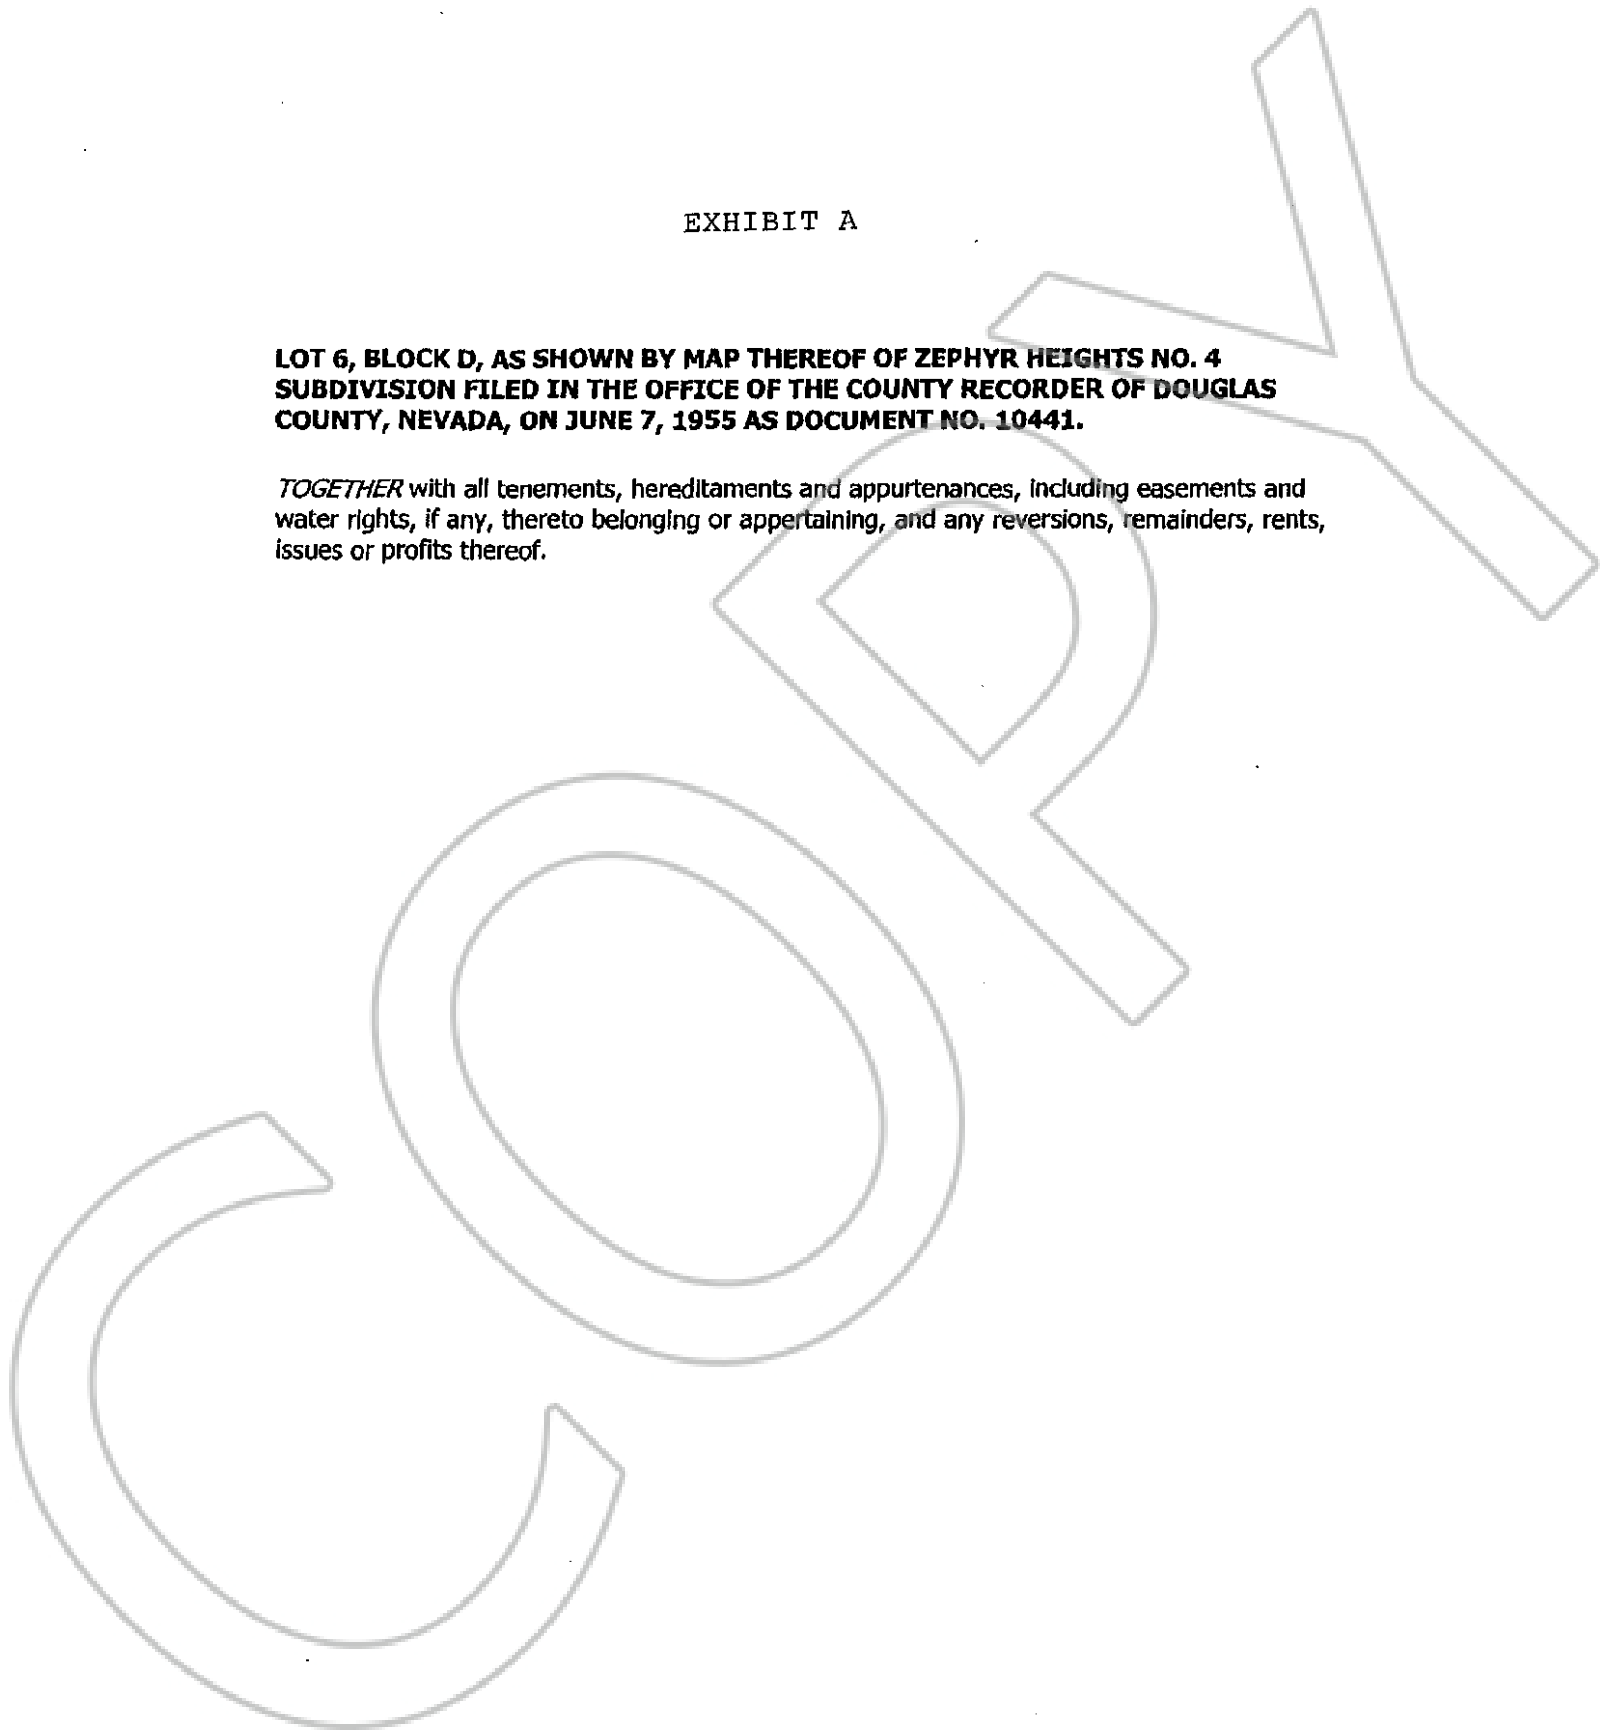 EXHIBIT A
LOT 6, BLOCK D, AS SHOWN BY MAP THEREOF OF ZEPHYR HEIGHTS NO. 4
SUBDIVISION FILED IN THE OFFICE OF THE COUNTY RECORDER OF DOUGLAS
COUNTY, NEVADA, ON JUNE 7, 1955 AS DOCUMENT NO. 10441.
TOGETHER with all tenements, hereditaments and appurtenances, including easements and
water rights, if any, thereto belonging or appertaining, and any reversions, remainders, rents,
issues or profits thereof.
COPY